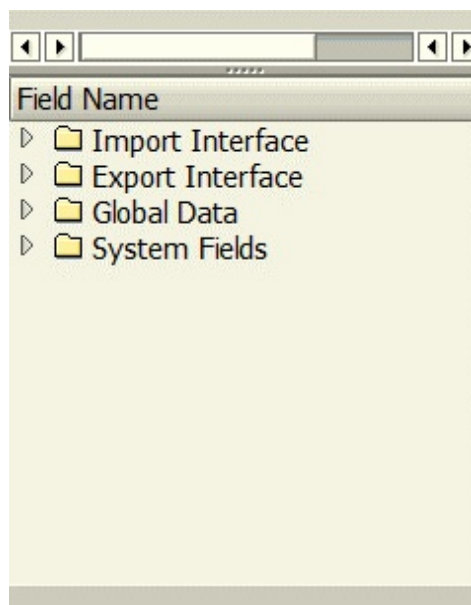 Field Name
Import Interface
Export Interface
Global Data
System Fields